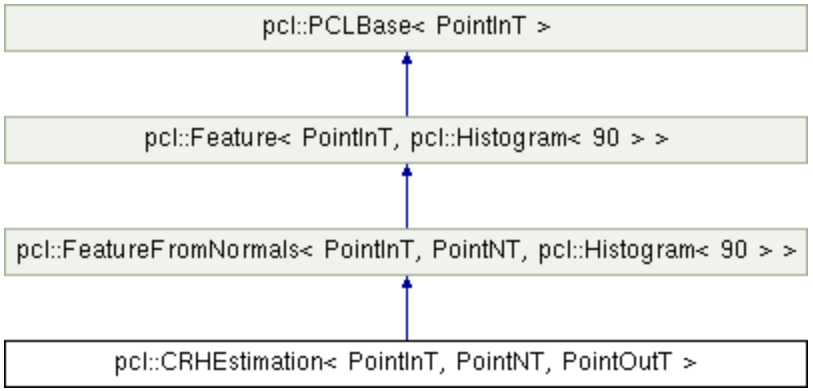 pcl::PCLBase< PointInT >
pcl::Feature< PointInT, pcl::Histogram< 90 > >
pcl::FeatureFromNormals< PointInT, PointNT, pcl::Histogram< 90 > >
pcl::CRHEstimation< PointInT, PointNT, PointOutT >